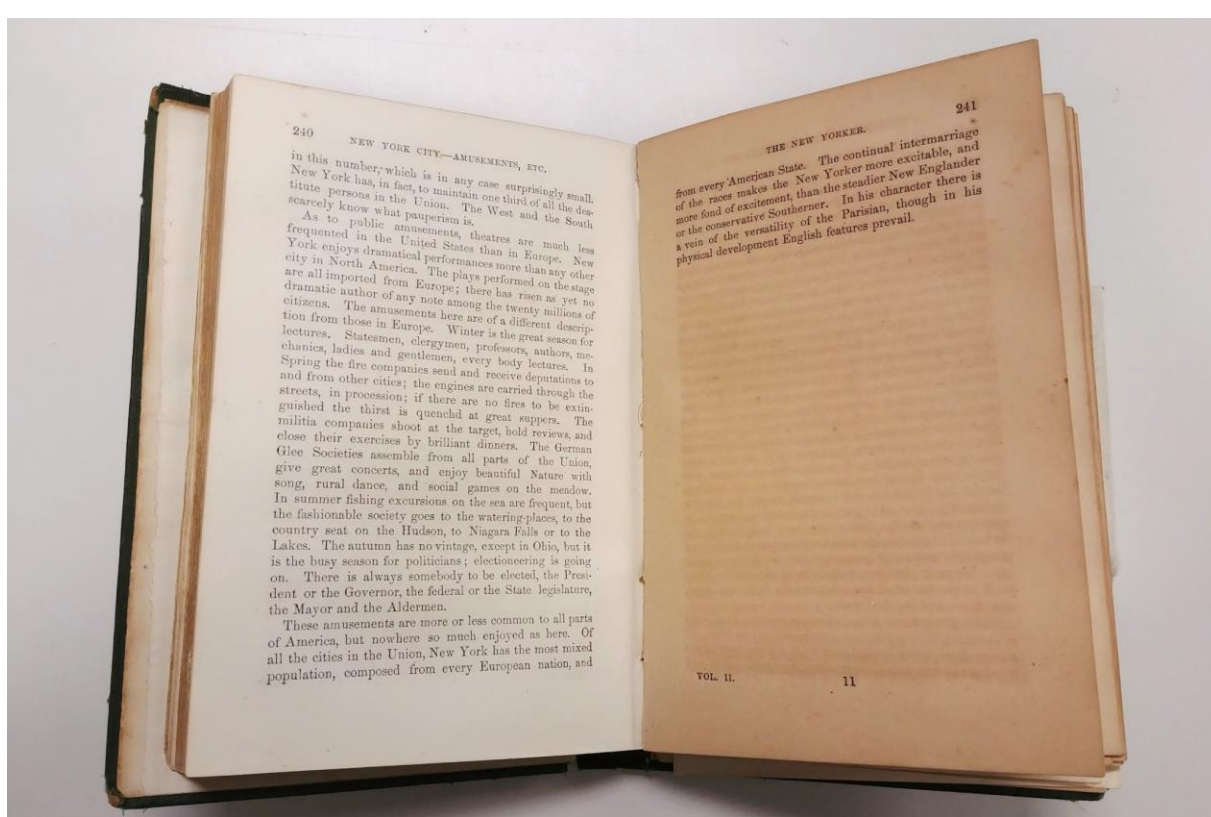 240
NEW YORK CITY—AMUSEMENTS, ETC.
in this number, which is in any case surprisingly small.
New York has, in fact, to maintain one third of all the des-
titute persons in the Union. The West and the South
scarcely know what pauperism is.
As to public amusements, theatres are much less
frequented in the United States than in Europe. New
York enjoys dramatical performances more than any other
city in North America. The plays performed on the stage
are all imported from Europe; there has risen as yet no
dramatic author of any note among the twenty millions of
citizens. The amusements here are of a different descrip-
tion from those in Europe. Winter is the great season for
lectures. Statesmen, clergymen, professors, authors, me-
chanics, ladies and gentlemen, every body lectures. In
Spring the fire companies send and receive deputations to
and from other cities; the engines are carried through the
streets, in procession; if there are no fires to be extin-
guished the thirst is quenchd at great suppers. The
militia companies shoot at the target, hold reviews, and
close their exercises by brilliant dinners. The German
Glee Societies assemble from all parts of the Union,
give great concerts, and enjoy beautiful Nature with
song, rural dance, and social games on the meadow.
In summer fishing excursions on the sea are frequent, but
the fashionable society goes to the watering-places, to the
country seat on the Hudson, to Niagara Falls or to the
Lakes. The autumn has no vintage, except in Ohio, but it
is the busy season for politicians; electioneering is going
on. There is always somebody to be elected, the Presi-
dent or the Governor, the federal or the State legislature,
the Mayor and the Aldermen.
These amusements are more or less common to all parts
of America, but nowhere so much enjoyed as here. Of
all the cities in the Union, New York has the most mixed
population, composed from every European nation, and
241
THE NEW YORKER.
from every American State. The continual intermarriage
of the races makes the New Yorker more excitable, and
more fond of excitement, than the steadier New Englander
or the conservative Southerner. In his character there is
a vein of the versatility of the Parisian, though in his
physical development English features prevail.
VOL. II. 11